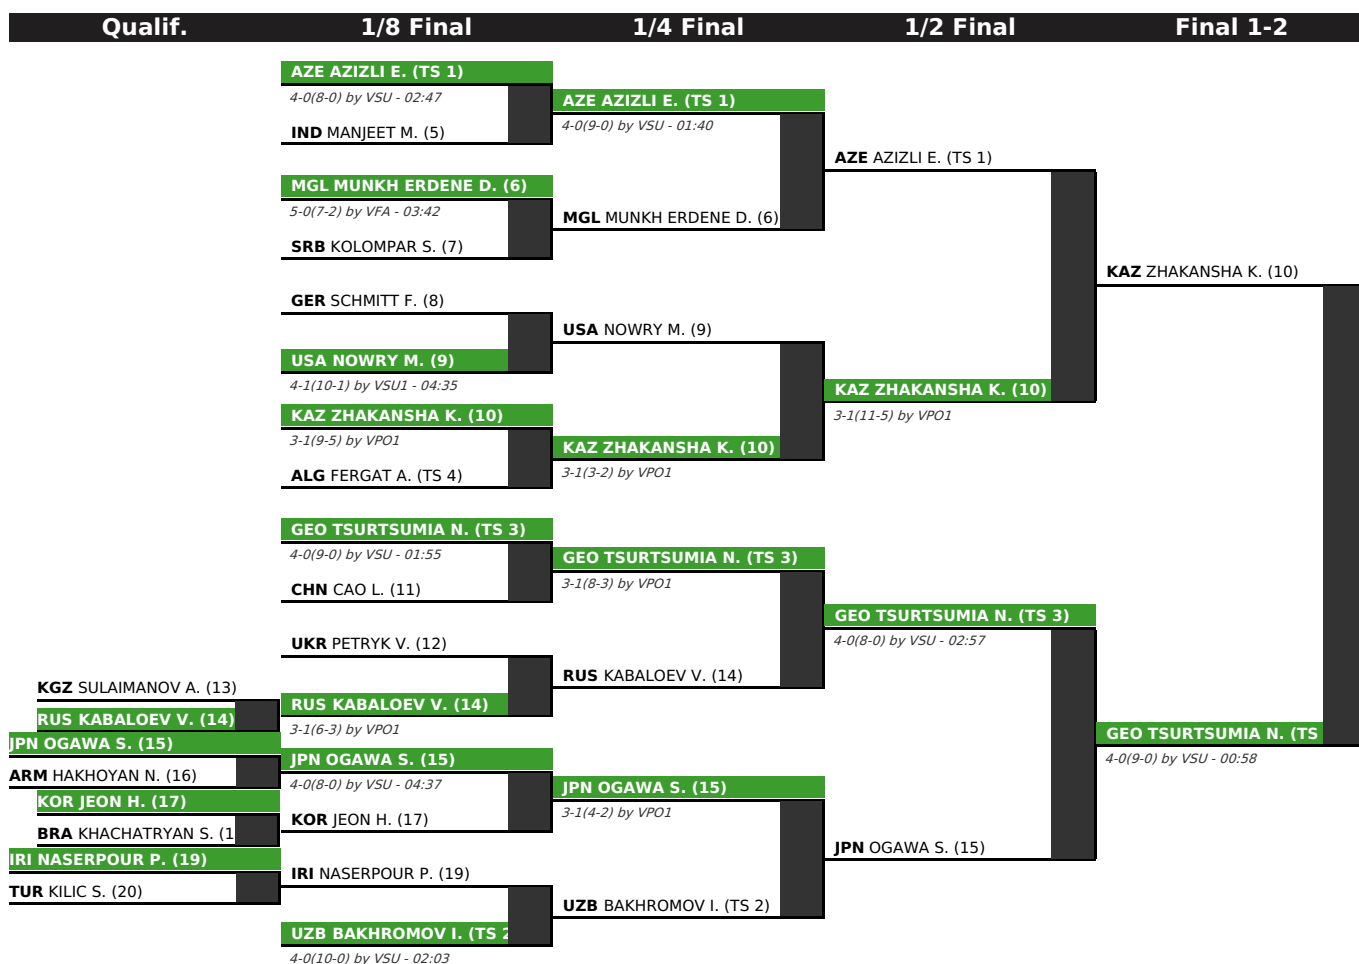 Qualif.
1/8 Final
1/4 Final
1/2 Final
Final 1-2
KGZ SULAIMANOV A. (13)
RUS KABALOEV V. (14)
JPN OGAWA S. (15)
ARM HAKHOYAN N. (16)
KOR JEON H. (17)
BRA KHACHATRYAN S. (1
IRI NASERPOUR P. (19)
TUR KILIC S. (20)
AZE AZIZLI E. (TS 1)
4-0(8-0) by VSU - 02:47
IND MANJEET M. (5)
MGL MUNKH ERDENE D. (6)
5-0(7-2) by VFA - 03:42
SRB KOLOMPAR S. (7)
GER SCHMITT F. (8)
USA NOWRY M. (9)
4-1(10-1) by VSU1 - 04:35
KAZ ZHAKANSHA K. (10)
3-1(9-5) by VPO1
ALG FERGAT A. (TS 4)
GEO TSURTSUMIA N. (TS 3)
4-0(9-0) by VSU - 01:55
CHN CAO L. (11)
UKR PETRYK V. (12)
RUS KABALOEV V. (14)
3-1(6-3) by VPO1
JPN OGAWA S. (15)
4-0(8-0) by VSU - 04:37
KOR JEON H. (17)
IRI NASERPOUR P. (19)
UZB BAKHROMOV I. (TS 2
4-0(10-0) by VSU - 02:03
AZE AZIZLI E. (TS 1)
4-0(9-0) by VSU - 01:40
MGL MUNKH ERDENE D. (6)
USA NOWRY M. (9)
KAZ ZHAKANSHA K. (10)
3-1(3-2) by VPO1
GEO TSURTSUMIA N. (TS 3)
3-1(8-3) by VPO1
RUS KABALOEV V. (14)
JPN OGAWA S. (15)
3-1(4-2) by VPO1
UZB BAKHROMOV I. (TS 2)
AZE AZIZLI E. (TS 1)
KAZ ZHAKANSHA K. (10)
3-1(11-5) by VPO1
GEO TSURTSUMIA N. (TS 3)
4-0(8-0) by VSU - 02:57
JPN OGAWA S. (15)
KAZ ZHAKANSHA K. (10)
GEO TSURTSUMIA N. (TS
4-0(9-0) by VSU - 00:58